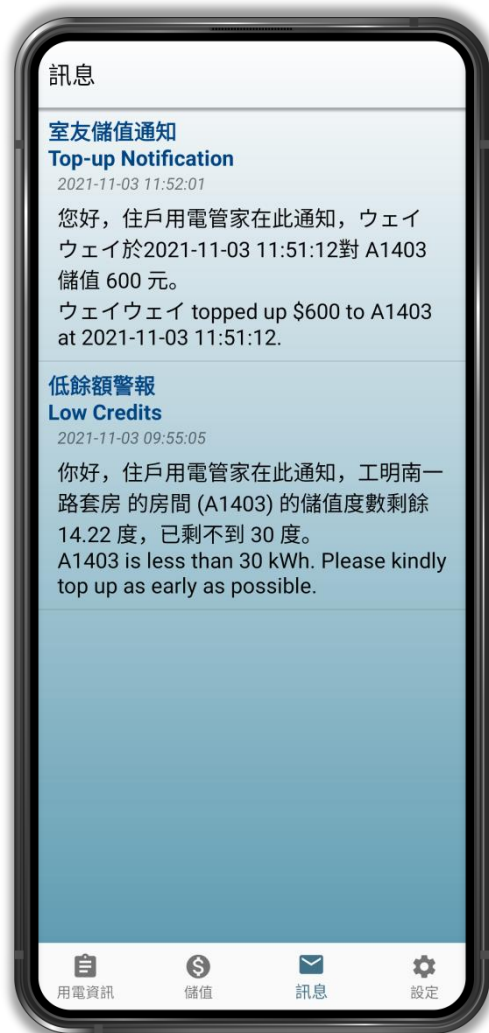 訊息
室友儲值通知
Top-up Notification
2021-11-03 11:52:01
您好，住戶用電管家在此通知，ウェイ
ウェイ於2021-11-03 11:51:12對 A1403
儲值 600 元。
ウェイウェイ topped up $600 to A1403
at 2021-11-03 11:51:12.
低餘額警報
Low Credits
2021-11-03 09:55:05
你好，住戶用電管家在此通知，工明南一
路套房 的房間 (A1403) 的儲值度數剩餘
14.22 度，已剩不到 30 度。
A1403 is less than 30 kWh. Please kindly
top up as early as possible.
用電資訊
儲值
訊息
設定